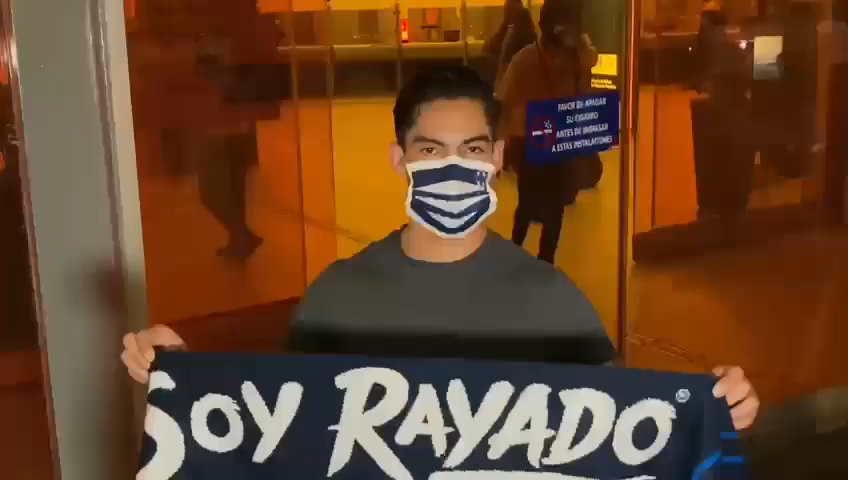 FAVOR DE APAGAR
SU CIGARRO
ANTES DE INGRESAR
A ESTAS INSTALACIONES
SOY RAYADO